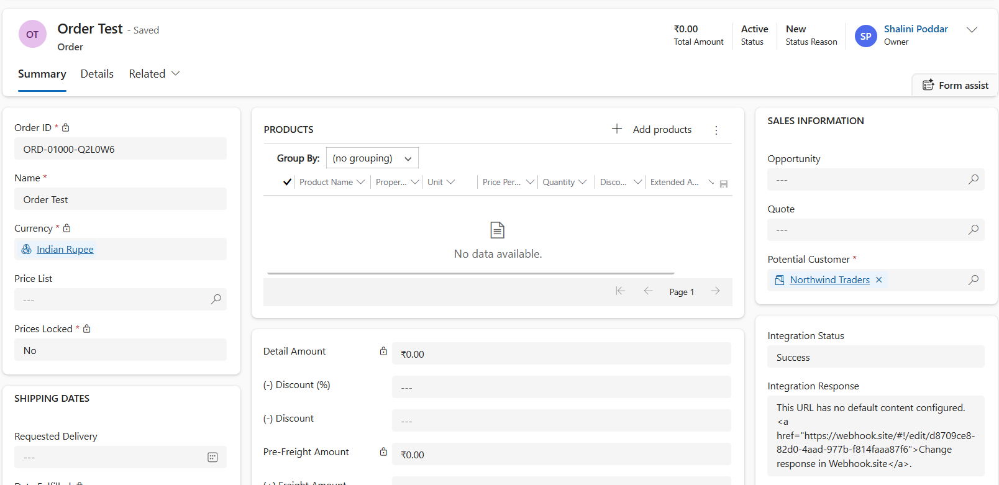 OT
Order Test - Saved
Order
₹0.00
Total Amount
Active
Status
New
Status Reason
SP
Shalini Poddar
Owner
Summary
Details
Related
Form assist
Order ID *
ORD-01000-Q2L0W6
Name *
Order Test
Currency *
Indian Rupee
Price List
---
Prices Locked *
No
SHIPPING DATES
Requested Delivery
---
Date Fulfilled
PRODUCTS
Add products
Group By: (no grouping)
Product Name
Proper...
Unit
Price Per...
Quantity
Disco...
Extended A...
No data available.
Page 1
Detail Amount
₹0.00
(-) Discount (%)
---
(-) Discount
---
Pre-Freight Amount
₹0.00
(+) Freight Amount
SALES INFORMATION
Opportunity
---
Quote
---
Potential Customer *
Northwind Traders
Integration Status
Success
Integration Response
This URL has no default content configured.
<a
href="https://webhook.site/#!/edit/d8709ce8-
82d0-4aad-977b-f814faaa87f6">Change
response in Webhook.site</a>.